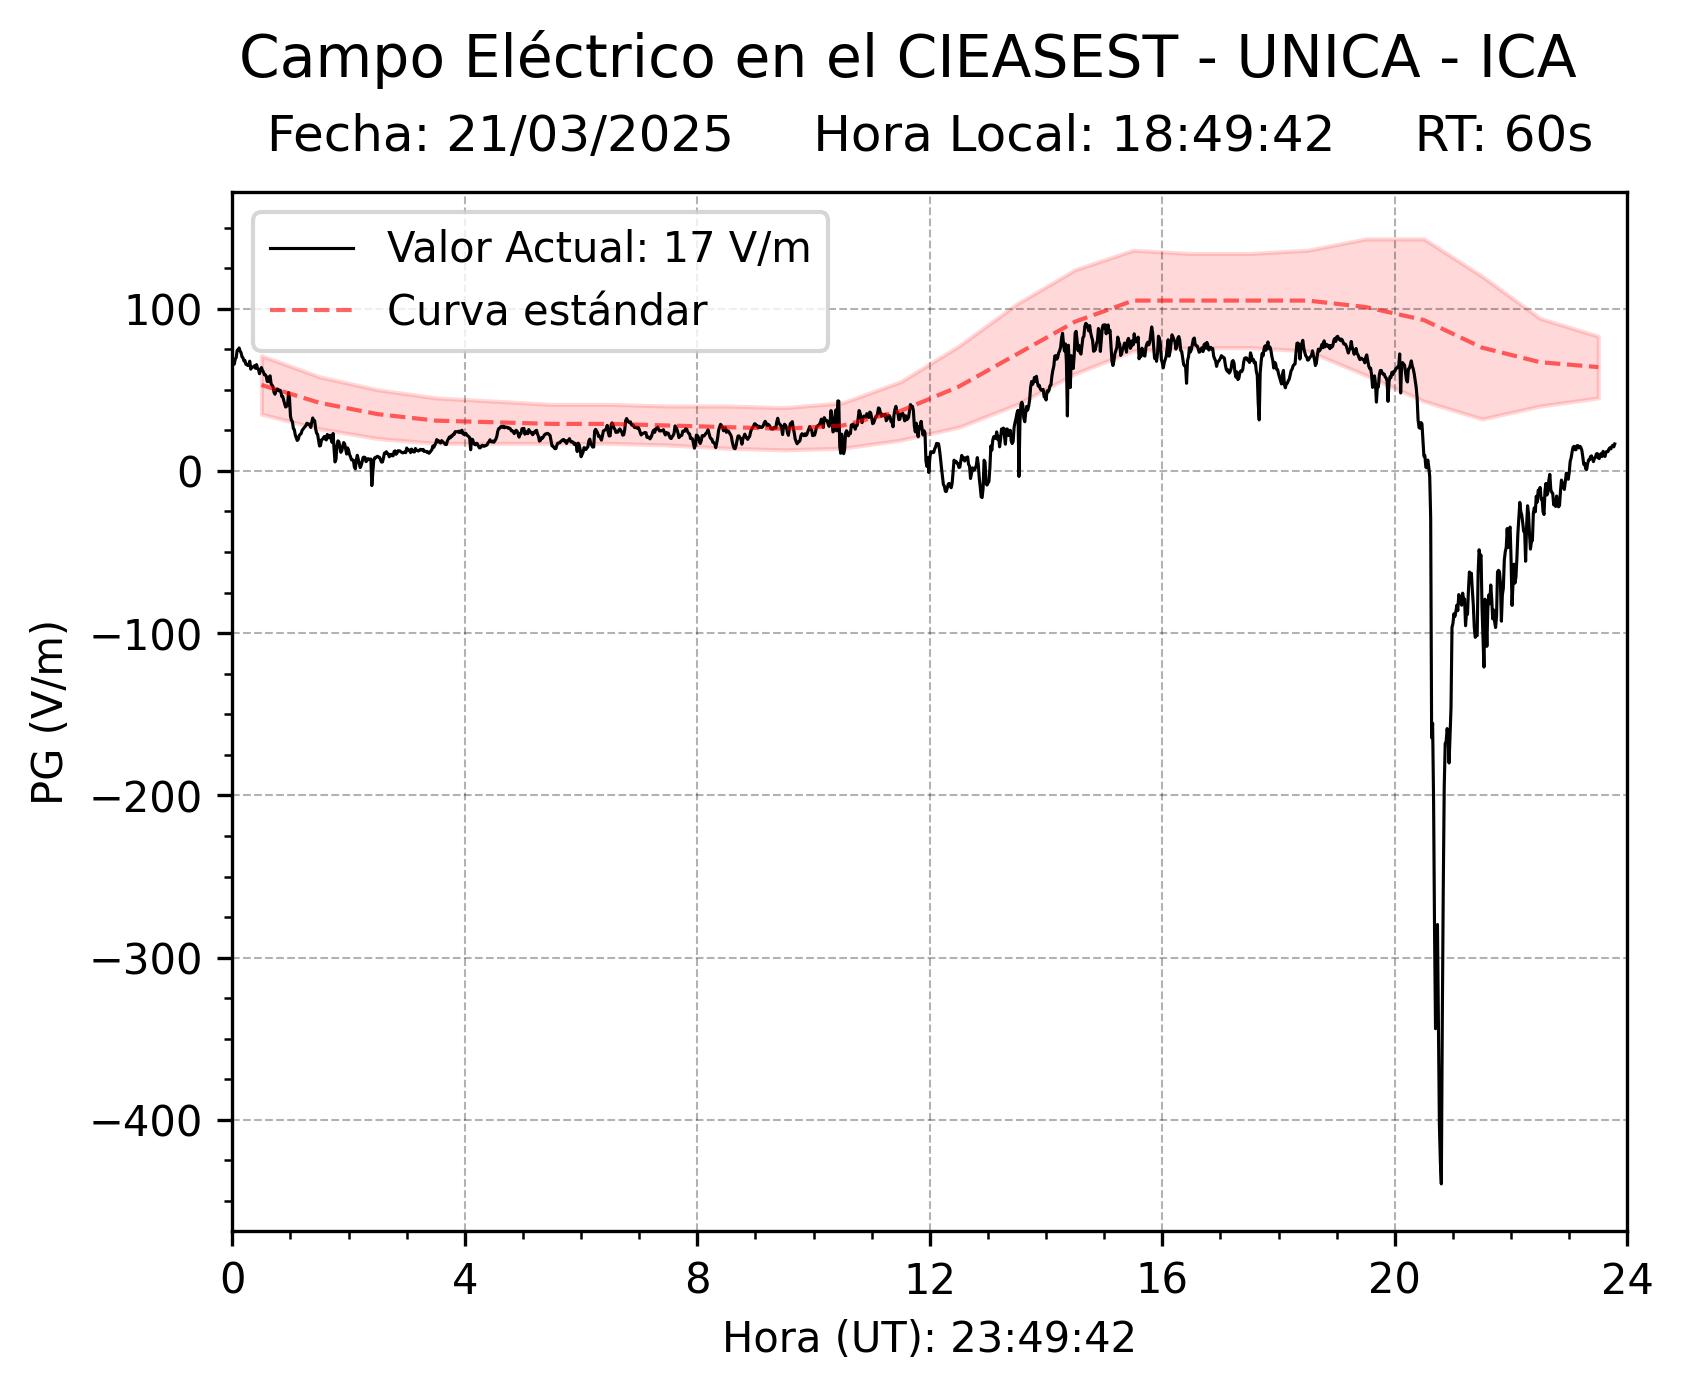 Campo Eléctrico en el CIEASEST - UNICA - ICA
Fecha: 21/03/2025 Hora Local: 18:49:42 RT: 60s
Valor Actual: 17 V/m
Curva estándar
PG (V/m)
100
0
−100
−200
−300
−400
0 4 8 12 16 20 24
Hora (UT): 23:49:42